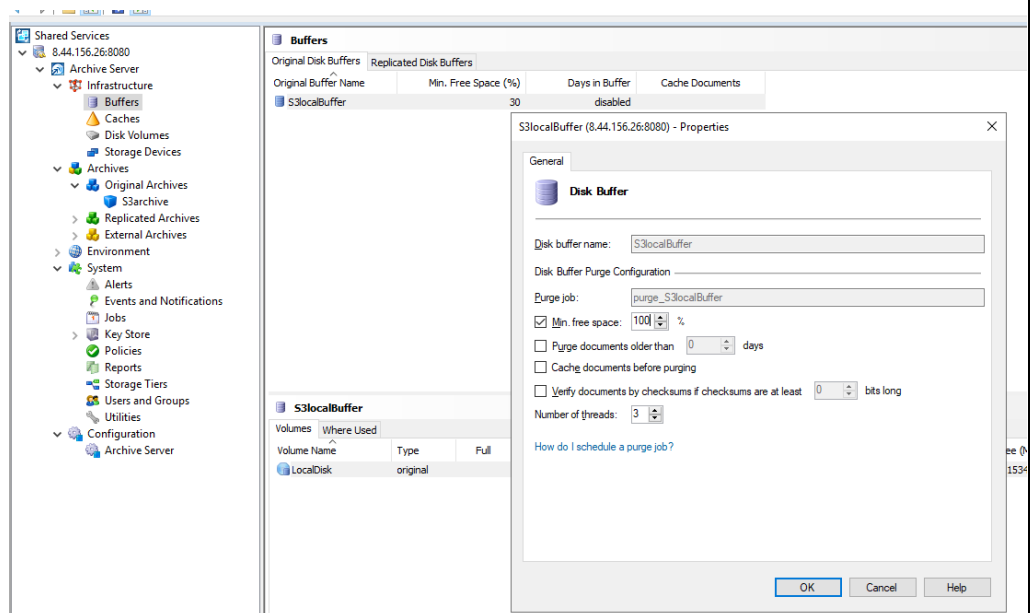 Shared Services
8.44.156.26:8080
Archive Server
Infrastructure
Buffers
Caches
Disk Volumes
Storage Devices
Archives
Original Archives
S3archive
Replicated Archives
External Archives
Environment
System
Alerts
Events and Notifications
Jobs
Key Store
Policies
Reports
Storage Tiers
Users and Groups
Utilities
Configuration
Archive Server
Buffers
Original Disk Buffers Replicated Disk Buffers
Original Buffer Name Min. Free Space (%) Days in Buffer Cache Documents
S3localBuffer 30 disabled
S3localBuffer
Volumes Where Used
Volume Name Type Full
LocalDisk original
1534
S3localBuffer (8.44.156.26:8080) - Properties
General
Disk Buffer
Disk buffer name: S3localBuffer
Disk Buffer Purge Configuration
Purge job: purge_S3localBuffer
Min. free space: 100 %
Purge documents older than 0 days
Cache documents before purging
Verify documents by checksums if checksums are at least 0 bits long
Number of threads: 3
How do I schedule a purge job?
OK Cancel Help